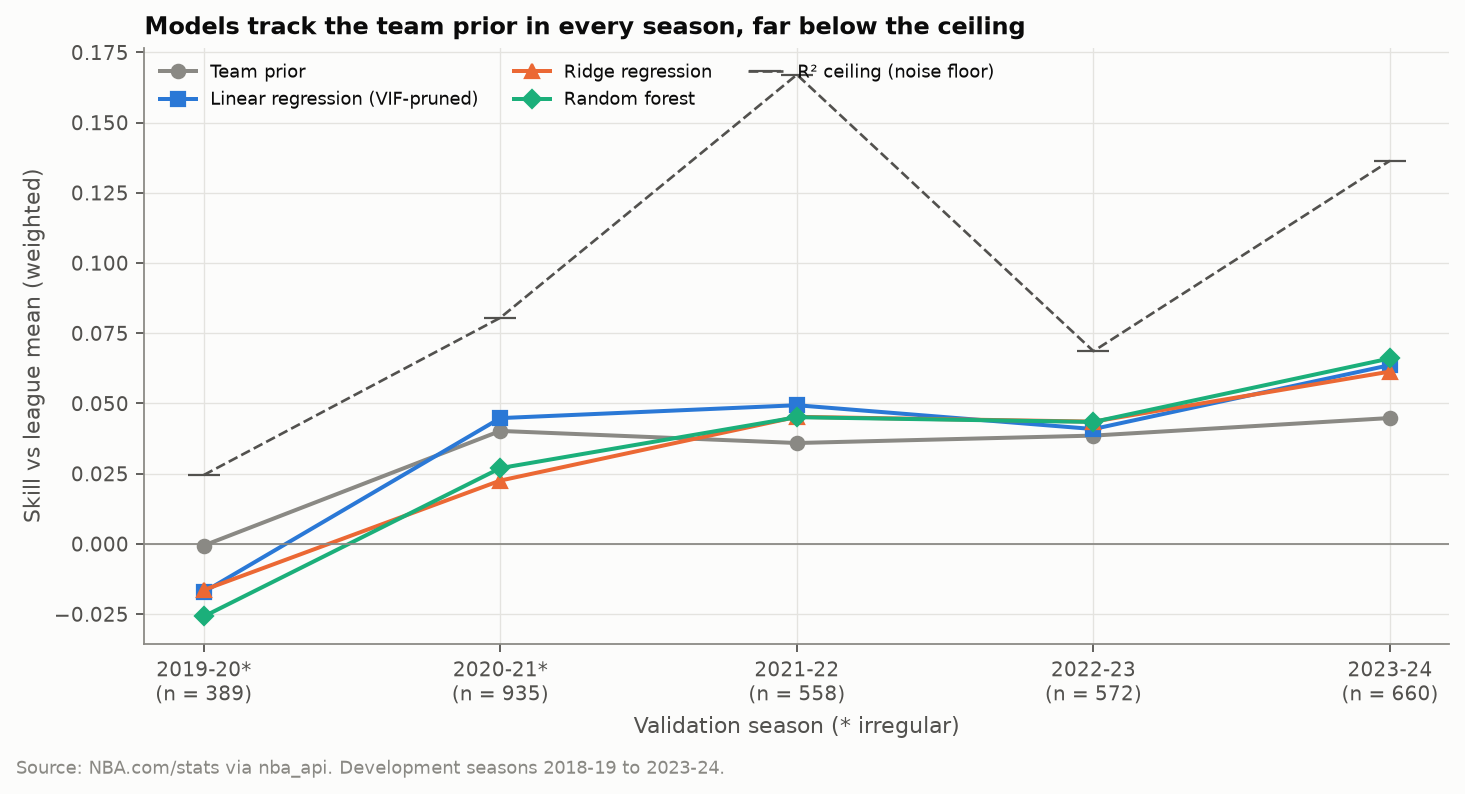 Models track the team prior in every season, far below the ceiling
Team prior
Linear regression (VIF-pruned)
Ridge regression
Random forest
R² ceiling (noise floor)
Skill vs league mean (weighted)
0.175
0.150
0.125
0.100
0.075
0.050
0.025
0.000
−0.025
2019-20* 2020-21* 2021-22 2022-23 2023-24
(n = 389) (n = 935) (n = 558) (n = 572) (n = 660)
Validation season (* irregular)
Source: NBA.com/stats via nba_api. Development seasons 2018-19 to 2023-24.